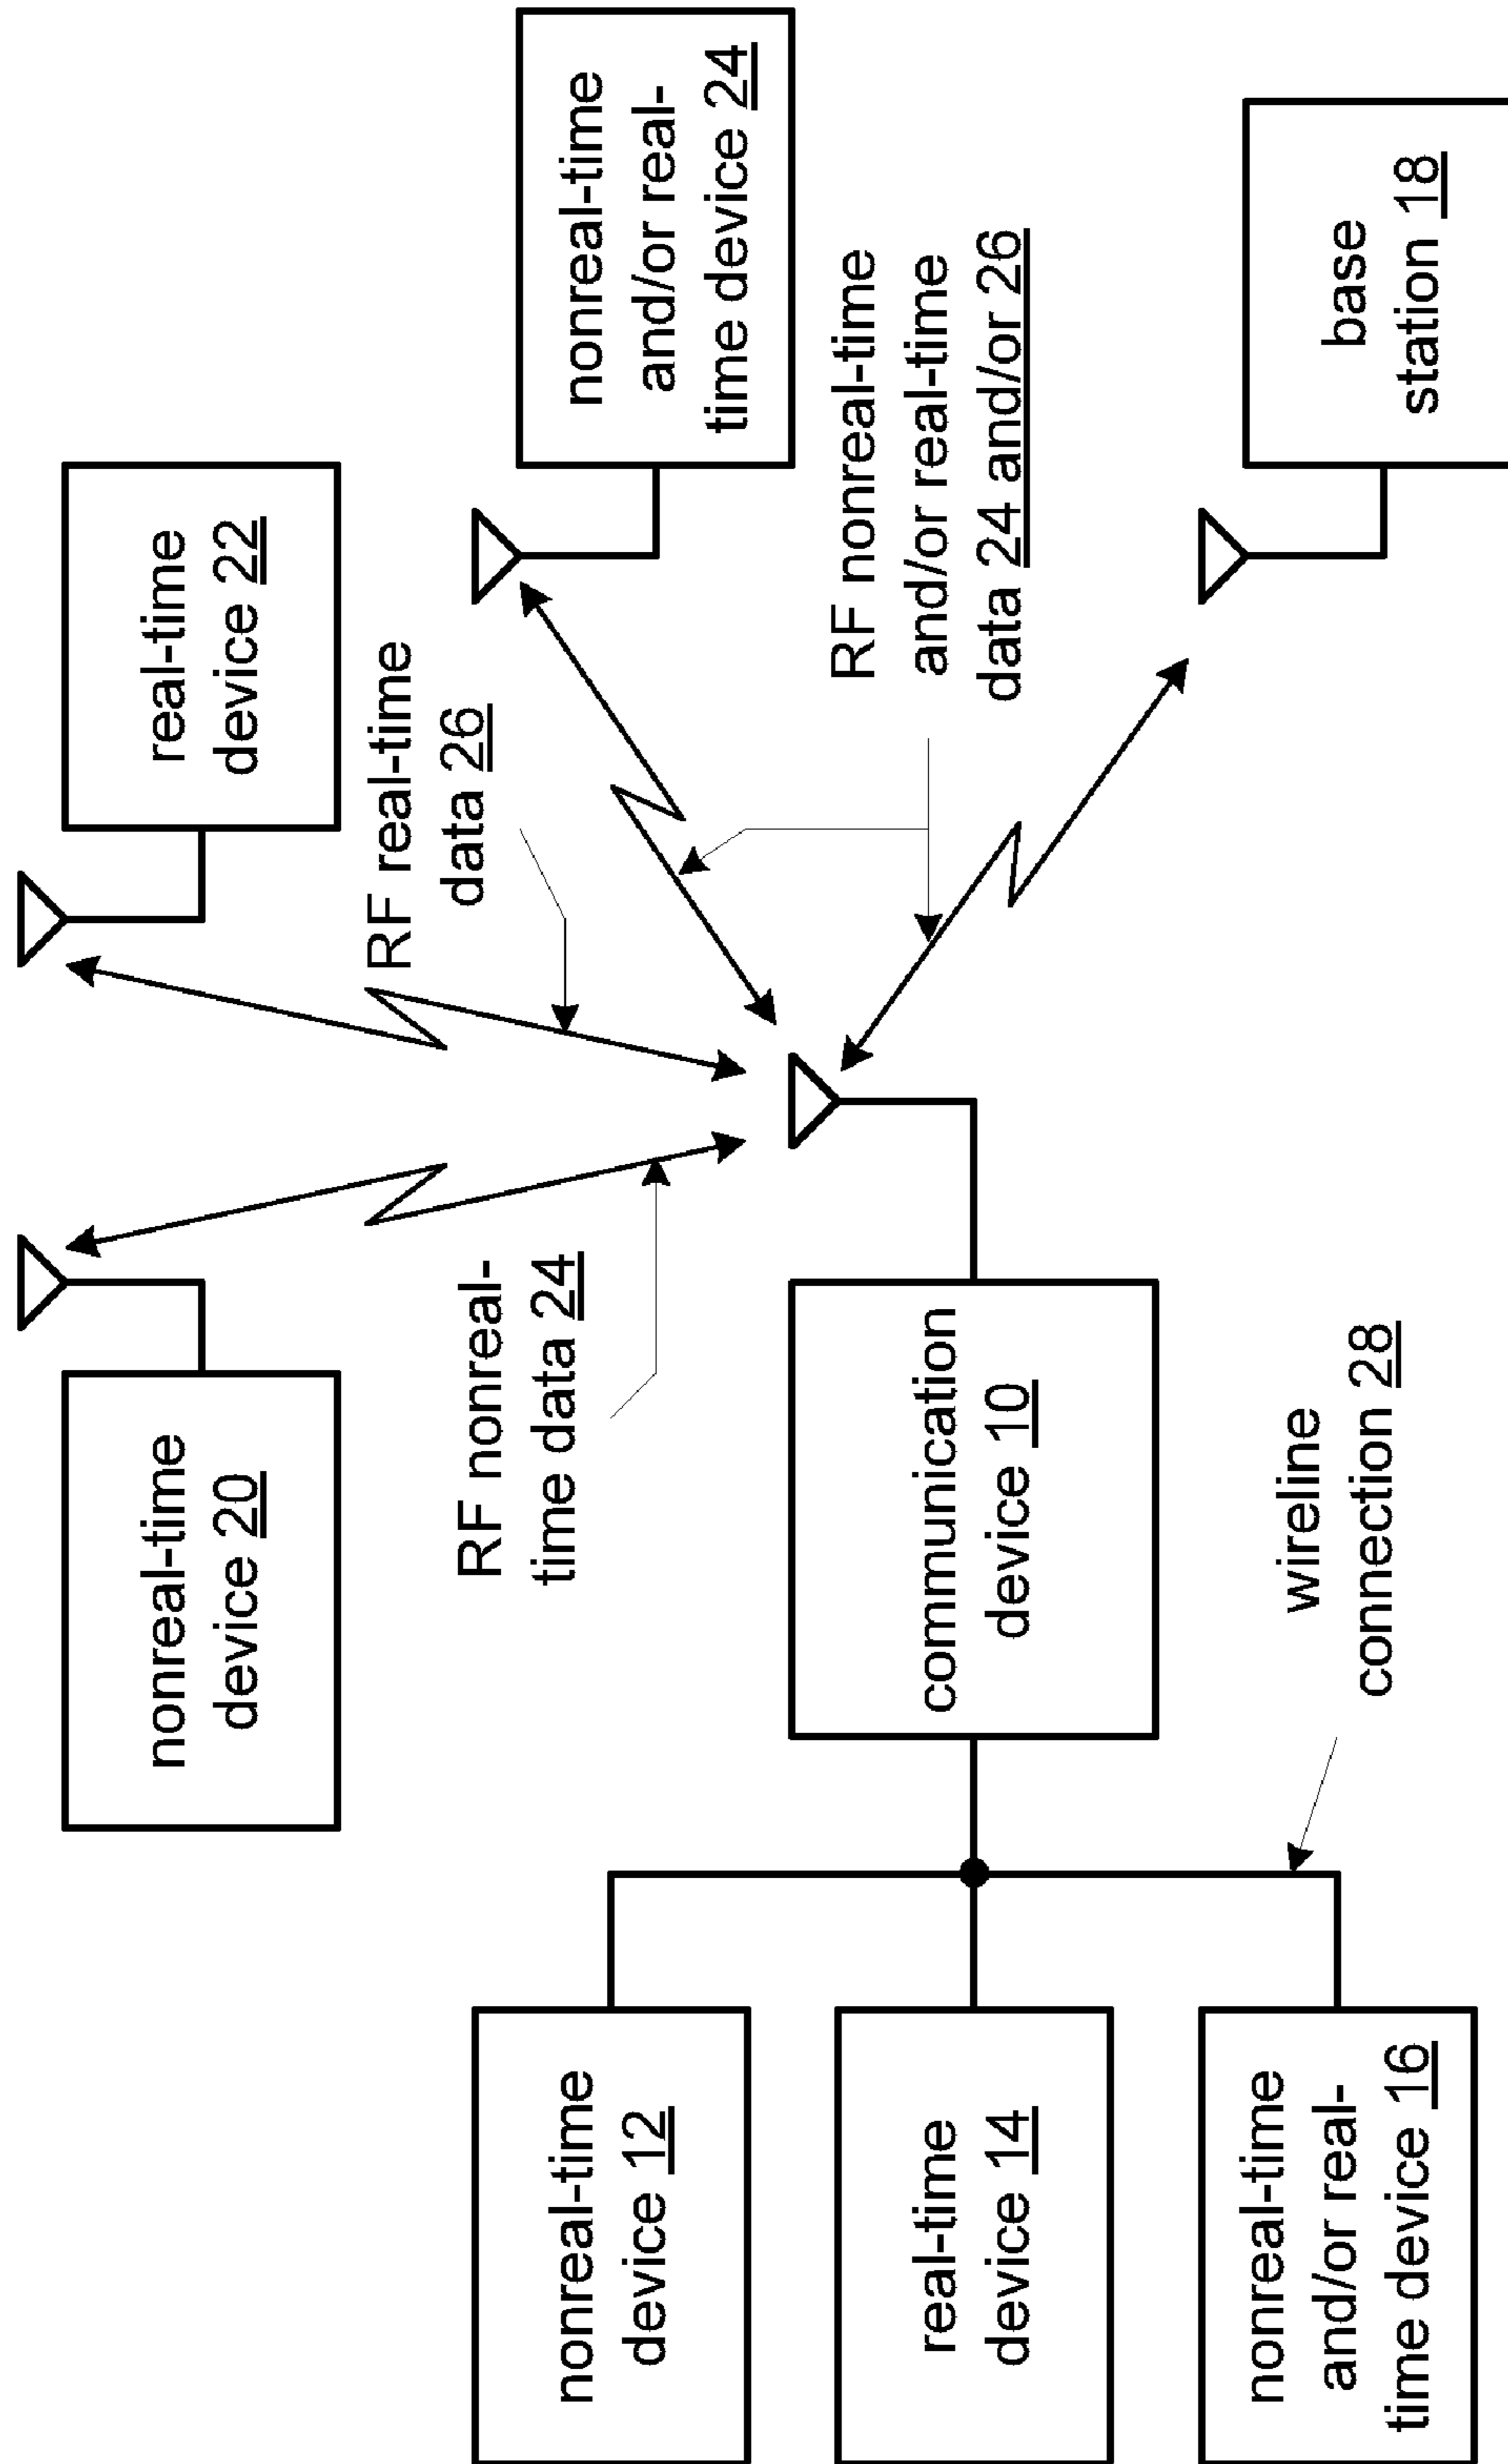 nonreal-time
device 20
real-time
device 22
RF real-time
data 26
RF nonreal-
time data 24
nonreal-time
and/or real-
time device 24
nonreal-time
device 12
real-time
device 14
nonreal-time
and/or real-
time device 16
communication
device 10
wireline
connection 28
RF nonreal-time
and/or real-time
data 24 and/or 26
base
station 18